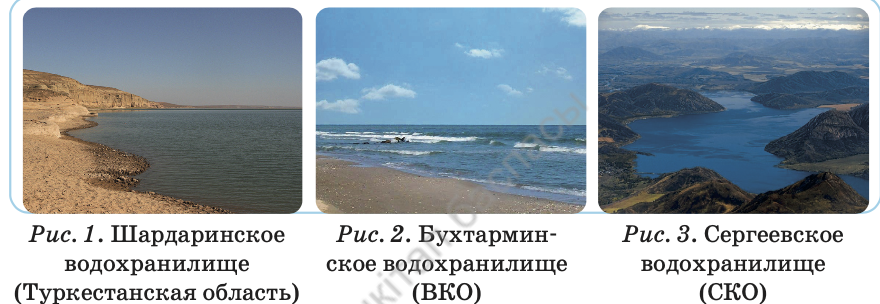 Рис. 1. Шардаринское
водохранилище
(Туркестанская область)
Рис. 2. Бухтармин-
ское водохранилище
(ВКО)
Рис. 3. Сергеевское
водохранилище
(СКО)